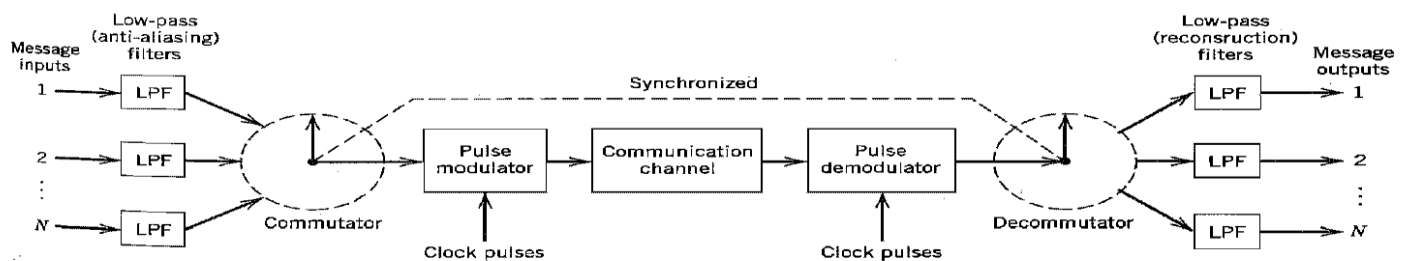 Message
inputs
Low-pass
(anti-aliasing)
filters
1
LPF
2
LPF
⋮
N
LPF
Commutator
Synchronized
Pulse
modulator
Clock pulses
Communication
channel
Pulse
demodulator
Clock pulses
Decommutator
Low-pass
(reconsruction)
filters
Message
outputs
LPF
1
LPF
2
⋮
LPF
N